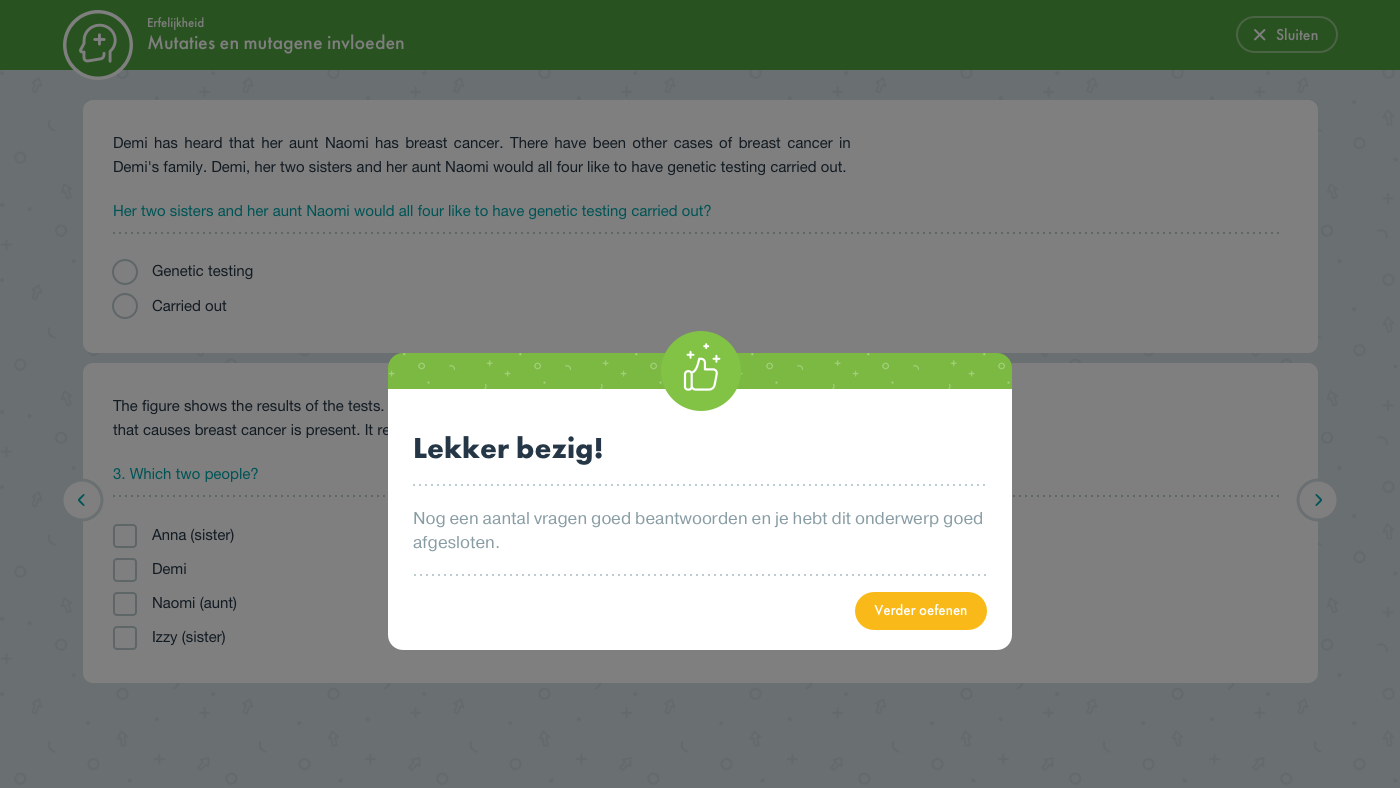 Erfelijkheid
Mutaties en mutagene invloeden
Sluiten
Demi has heard that her aunt Naomi has breast cancer. There have been other cases of breast cancer in
Demi's family. Demi, her two sisters and her aunt Naomi would all four like to have genetic testing carried out.
Her two sisters and her aunt Naomi would all four like to have genetic testing carried out?
Genetic testing
Carried out
The figure shows the results of the tests.
that causes breast cancer is present. It
3. Which two people?
Anna (sister)
Demi
Naomi (aunt)
Izzy (sister)
Lekker bezig!
Nog een aantal vragen goed beantwoorden en je hebt dit onderwerp goed
afgesloten.
Verder oefenen